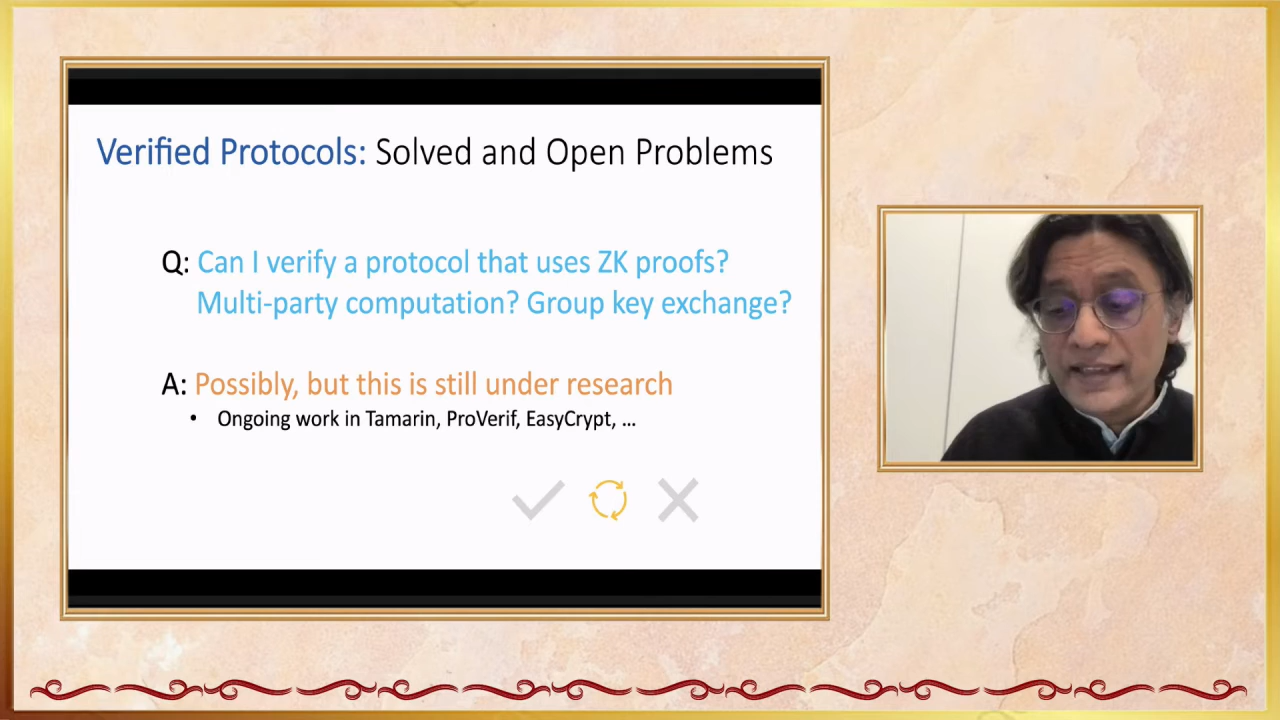 Verified Protocols: Solved and Open Problems
Q: Can I verify a protocol that uses ZK proofs?
Multi-party computation? Group key exchange?
A: Possibly, but this is still under research
• Ongoing work in Tamarin, ProVerif, EasyCrypt, ...